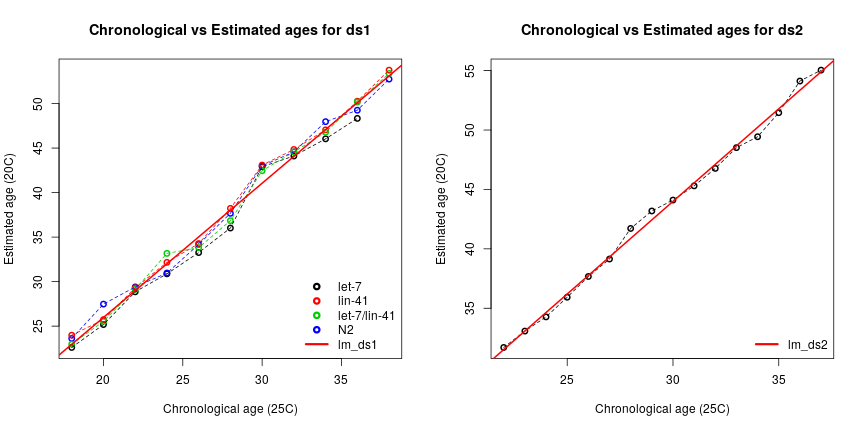 Chronological vs Estimated ages for ds1
Estimated age (20C)
50
45
40
35
30
25
let-7
lin-41
let-7/lin-41
N2
lm_ds1
20
25
30
35
Chronological age (25C)
Chronological vs Estimated ages for ds2
Estimated age (20C)
55
50
45
40
35
lm_ds2
25
30
35
Chronological age (25C)